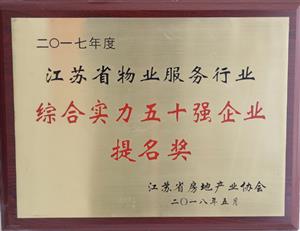 二〇一七年度
江苏省物业服务行业
综合实力五十强企业
提名奖
江苏省房地产业协会
二〇一八年五月